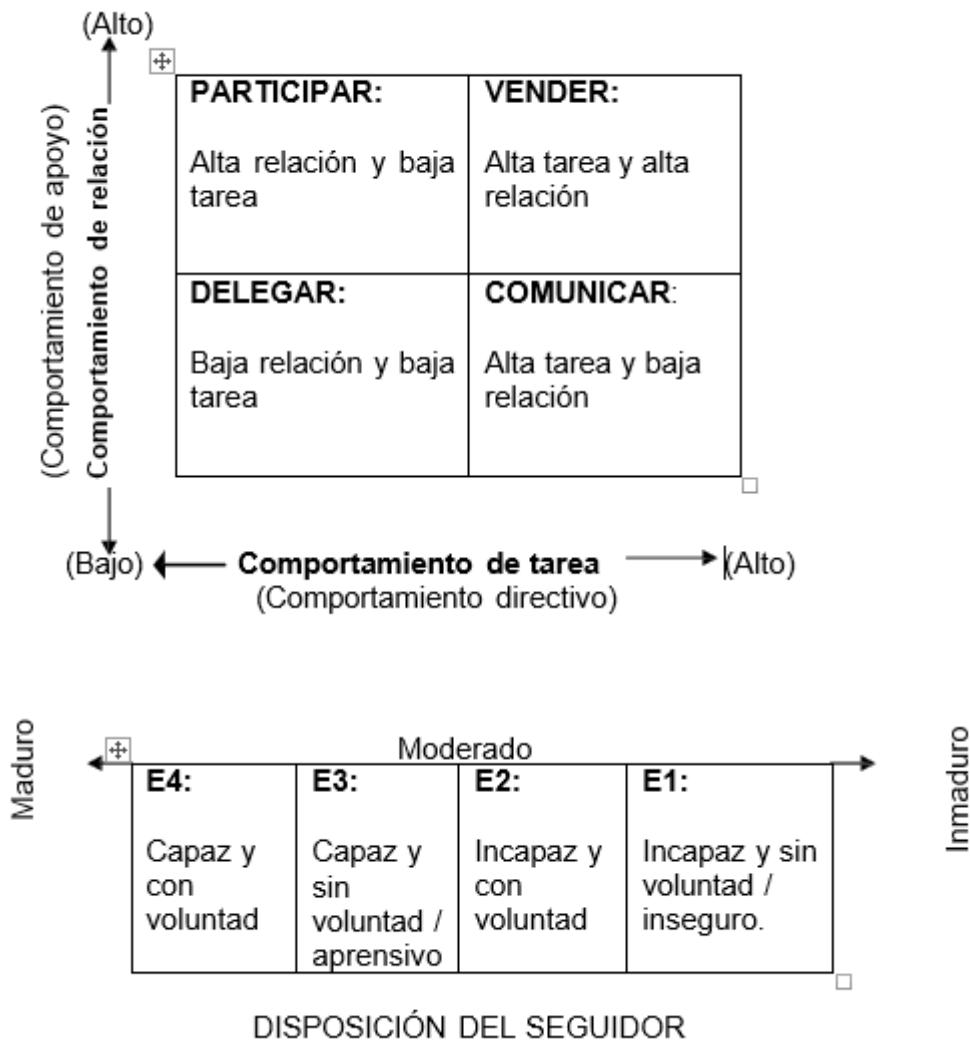 (Alto)
PARTICIPAR:
Alta relación y baja
tarea
VENDER:
Alta tarea y alta
relación
DELEGAR:
Baja relación y baja
tarea
COMUNICAR:
Alta tarea y baja
relación
(Comportamiento de apoyo)
Comportamiento de relación
(Bajo)
Comportamiento de tarea
(Alto)
(Comportamiento directivo)
Maduro
Moderado
Inmaduro
E4:
Capaz y
con
voluntad
E3:
Capaz y
sin
voluntad /
aprensivo
E2:
Incapaz y
con
voluntad
E1:
Incapaz y sin
voluntad /
inseguro.
DISPOSICIÓN DEL SEGUIDOR